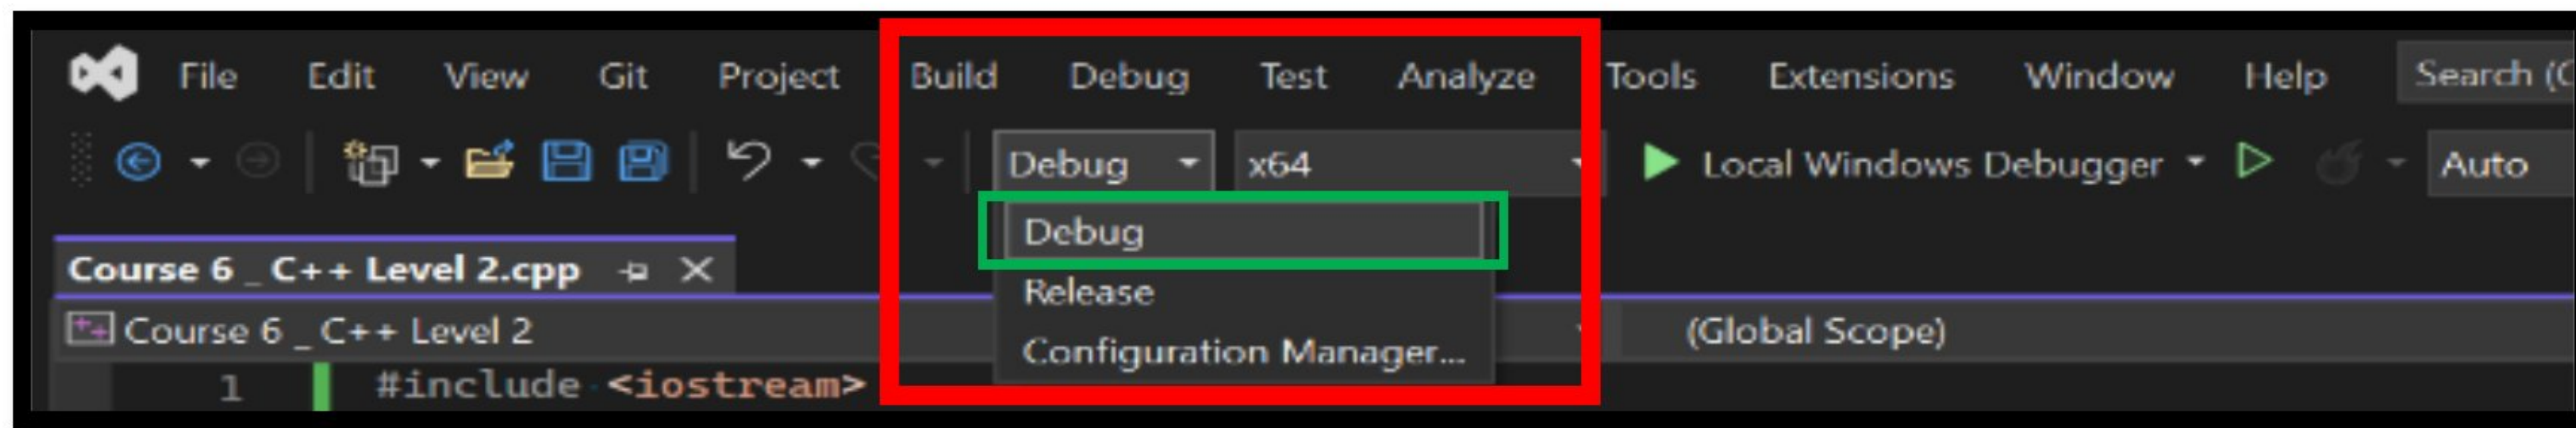 File Edit View Git Project Build Debug Test Analyze Tools Extensions Window Help Search (C
Debug x64 Local Windows Debugger Auto
Debug
Course 6 _ C++ Level 2.cpp
Release
Course 6 _ C++ Level 2 (Global Scope)
Configuration Manager...
1 #include <iostream>